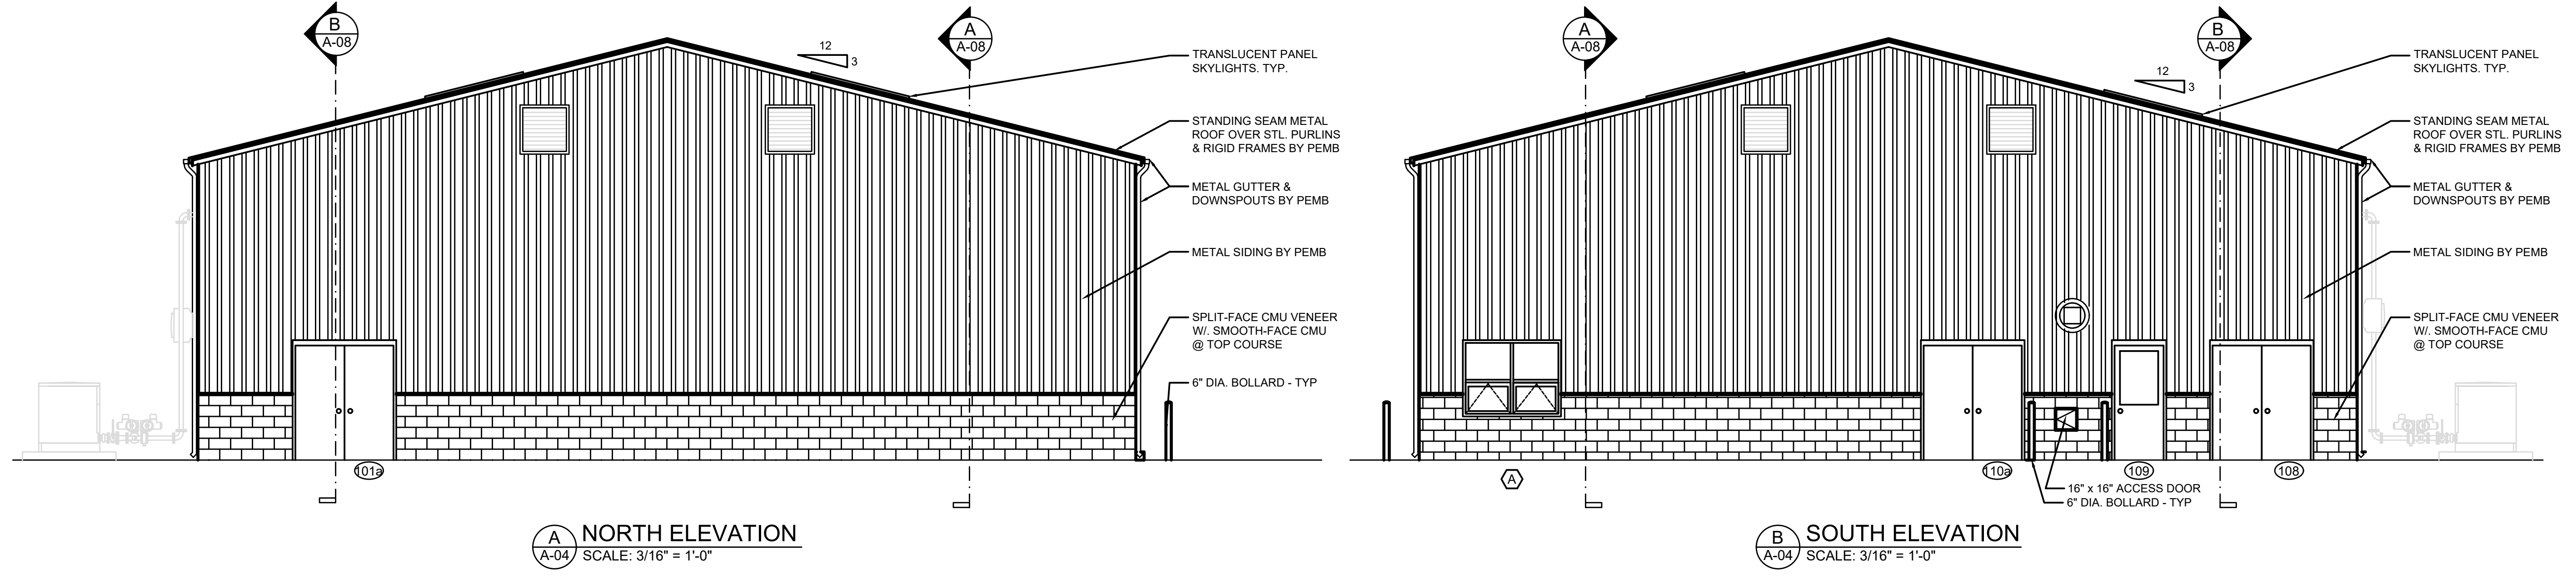 B
A-08
A
A-08
12
3
TRANSLUCENT PANEL
SKYLIGHTS. TYP.
STANDING SEAM METAL
ROOF OVER STL. PURLINS
& RIGID FRAMES BY PEMB
METAL GUTTER &
DOWNSPOUTS BY PEMB
METAL SIDING BY PEMB
SPLIT-FACE CMU VENEER
W/. SMOOTH-FACE CMU
@ TOP COURSE
6" DIA. BOLLARD - TYP
101a
A
A-04
NORTH ELEVATION
SCALE: 3/16" = 1'-0"
A
A-08
B
A-08
12
3
TRANSLUCENT PANEL
SKYLIGHTS. TYP.
STANDING SEAM METAL
ROOF OVER STL. PURLINS
& RIGID FRAMES BY PEMB
METAL GUTTER &
DOWNSPOUTS BY PEMB
METAL SIDING BY PEMB
SPLIT-FACE CMU VENEER
W/. SMOOTH-FACE CMU
@ TOP COURSE
A
110a
109
108
16" x 16" ACCESS DOOR
6" DIA. BOLLARD - TYP
B
A-04
SOUTH ELEVATION
SCALE: 3/16" = 1'-0"